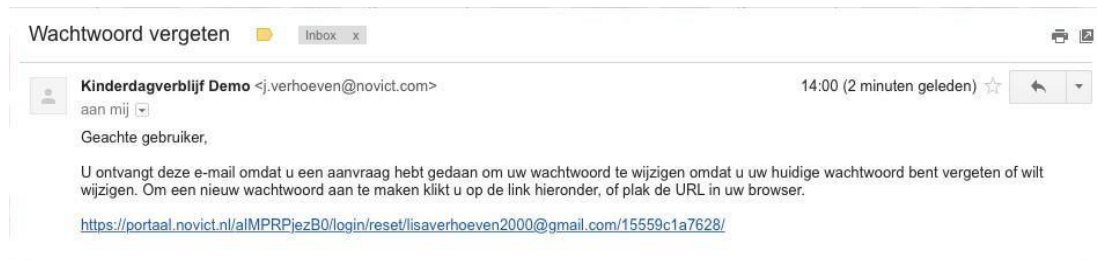 Wachtwoord vergeten Inbox x
Kinderdagverblijf Demo <j.verhoeven@novict.com> 14:00 (2 minuten geleden)
aan mij
Geachte gebruiker,
U ontvangt deze e-mail omdat u een aanvraag hebt gedaan om uw wachtwoord te wijzigen omdat u uw huidige wachtwoord bent vergeten of wilt
wijzigen. Om een nieuw wachtwoord aan te maken klikt u op de link hieronder, of plak de URL in uw browser.
https://portaal.novict.nl/alMPRPjezB0/login/reset/lisaverhoeven2000@gmail.com/15559c1a7628/